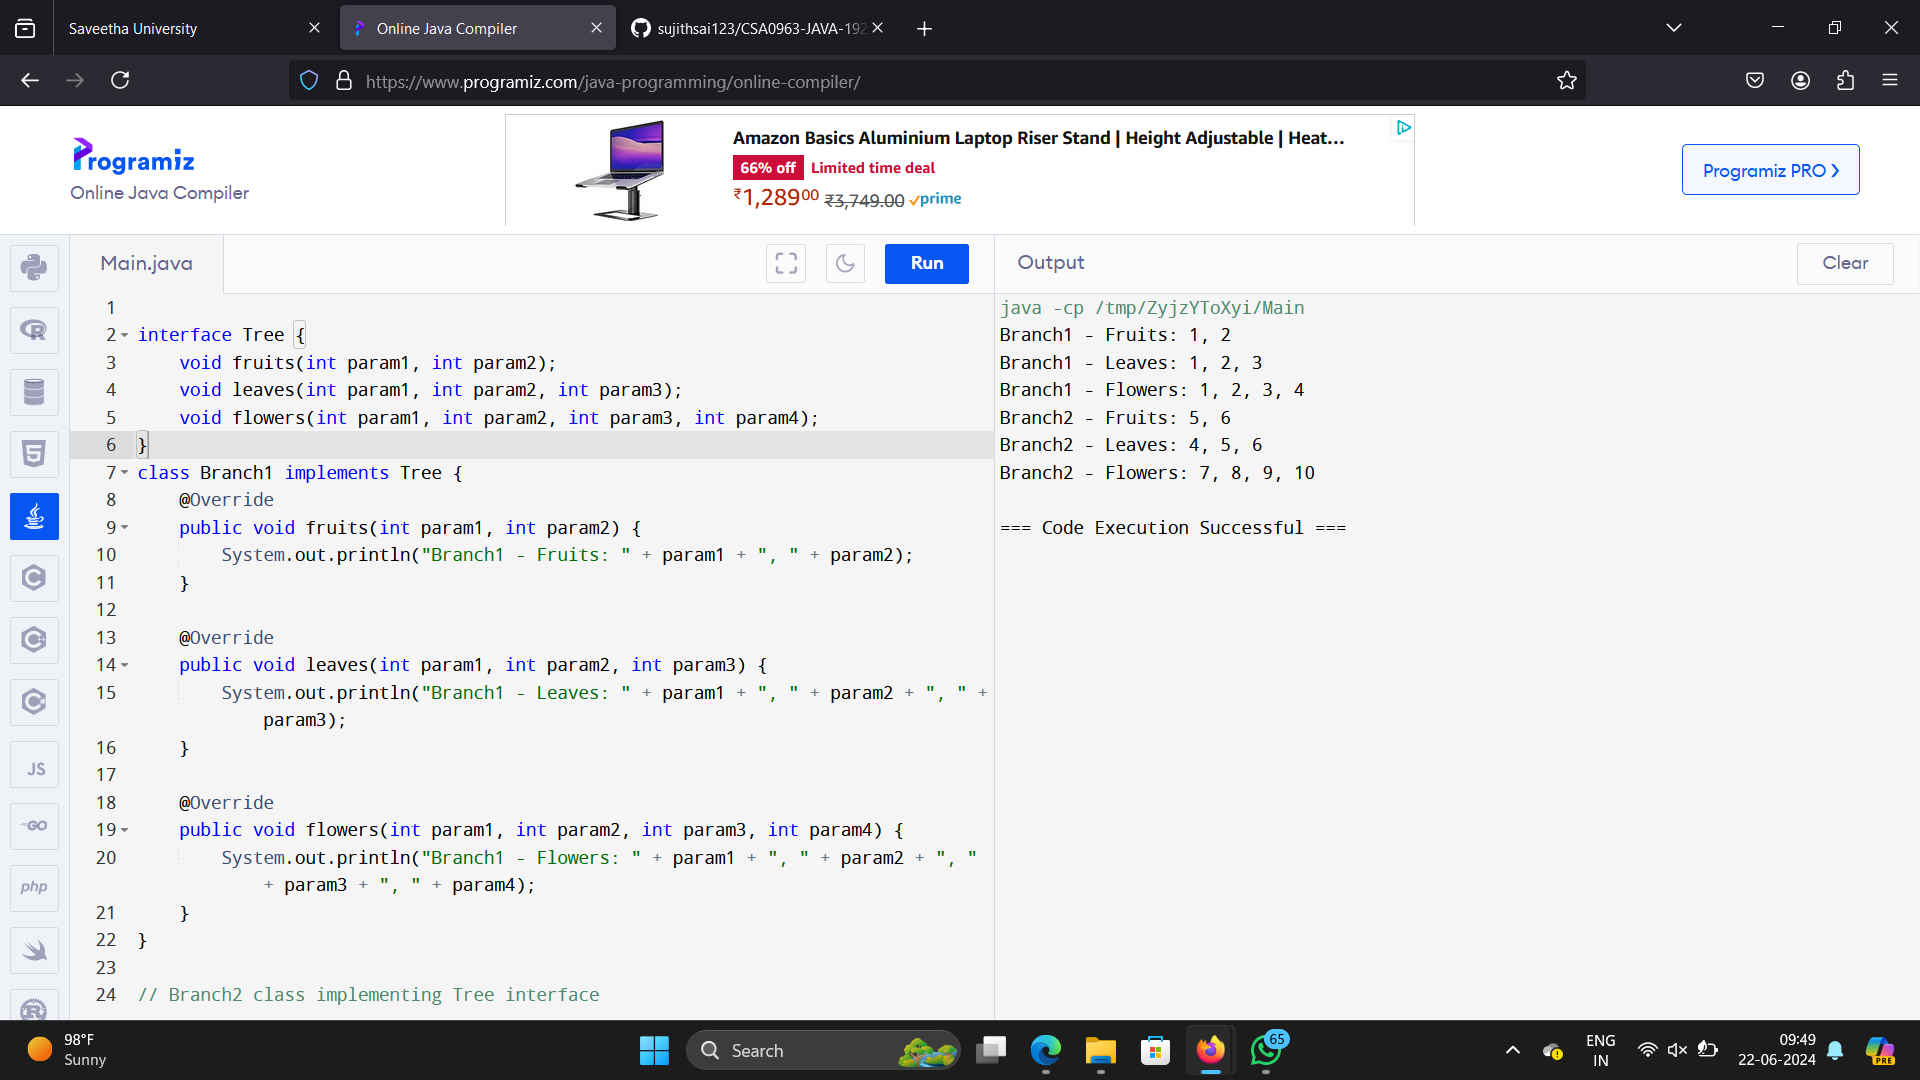 Saveetha University
Online Java Compiler
sujithsai123/CSA0963-JAVA-192
https://www.programiz.com/java-programming/online-compiler/
Programiz
Online Java Compiler
Amazon Basics Aluminium Laptop Riser Stand | Height Adjustable | Heat...
66% off Limited time deal
₹1,28900 ₹3,749.00 prime
Programiz PRO ❯
Main.java
Run
Output
Clear
1
2 interface Tree {
3 void fruits(int param1, int param2);
4 void leaves(int param1, int param2, int param3);
5 void flowers(int param1, int param2, int param3, int param4);
6 }
7 class Branch1 implements Tree {
8 @Override
9 public void fruits(int param1, int param2) {
10 System.out.println("Branch1 - Fruits: " + param1 + ", " + param2);
11 }
12
13 @Override
14 public void leaves(int param1, int param2, int param3) {
15 System.out.println("Branch1 - Leaves: " + param1 + ", " + param2 + ", " +
param3);
16 }
17
18 @Override
19 public void flowers(int param1, int param2, int param3, int param4) {
20 System.out.println("Branch1 - Flowers: " + param1 + ", " + param2 + ", "
+ param3 + ", " + param4);
21 }
22 }
23
24 // Branch2 class implementing Tree interface
java -cp /tmp/ZyjzYToXyi/Main
Branch1 - Fruits: 1, 2
Branch1 - Leaves: 1, 2, 3
Branch1 - Flowers: 1, 2, 3, 4
Branch2 - Fruits: 5, 6
Branch2 - Leaves: 4, 5, 6
Branch2 - Flowers: 7, 8, 9, 10
=== Code Execution Successful ===
JS
GO
php
98°F
Sunny
Search
65
ENG
IN
09:49
22-06-2024
PRE